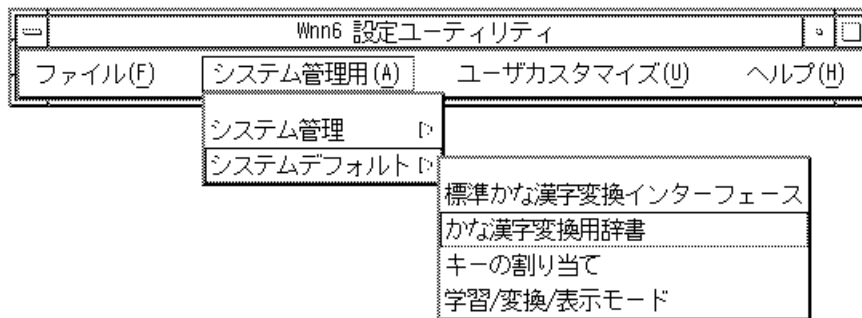 Wnn6 設定ユーティリティ
ファイル(F) システム管理用(A) ユーザカスタマイズ(U) ヘルプ(H)
システム管理
システムデフォルト
標準かな漢字変換インターフェース
かな漢字変換用辞書
キーの割り当て
学習/変換/表示モード